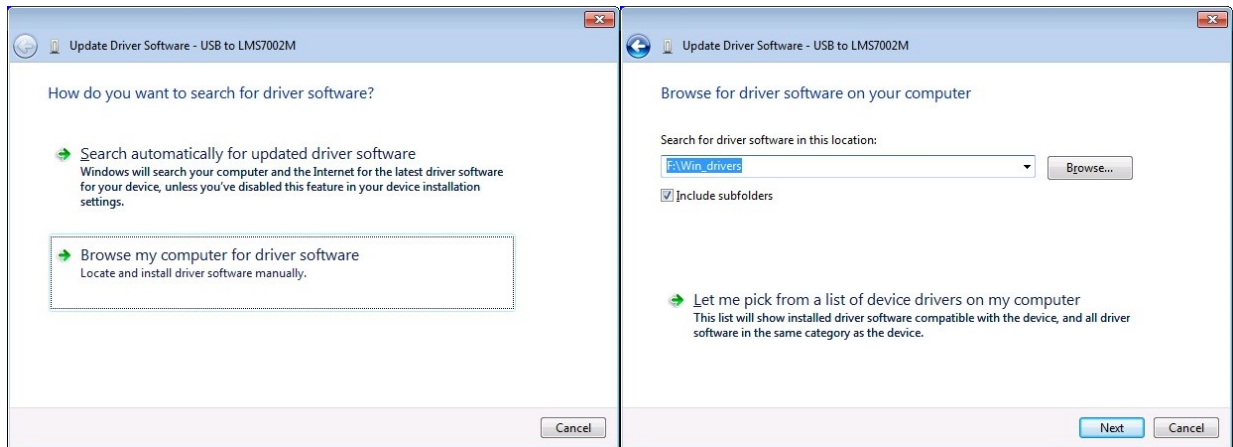 Update Driver Software - USB to LMS7002M
How do you want to search for driver software?
Search automatically for updated driver software
Windows will search your computer and the Internet for the latest driver software
for your device, unless you've disabled this feature in your device installation
settings.
Browse my computer for driver software
Locate and install driver software manually.
Cancel
Update Driver Software - USB to LMS7002M
Browse for driver software on your computer
Search for driver software in this location:
F:\Win_drivers
Browse...
Include subfolders
Let me pick from a list of device drivers on my computer
This list will show installed driver software compatible with the device, and all driver
software in the same category as the device.
Next
Cancel